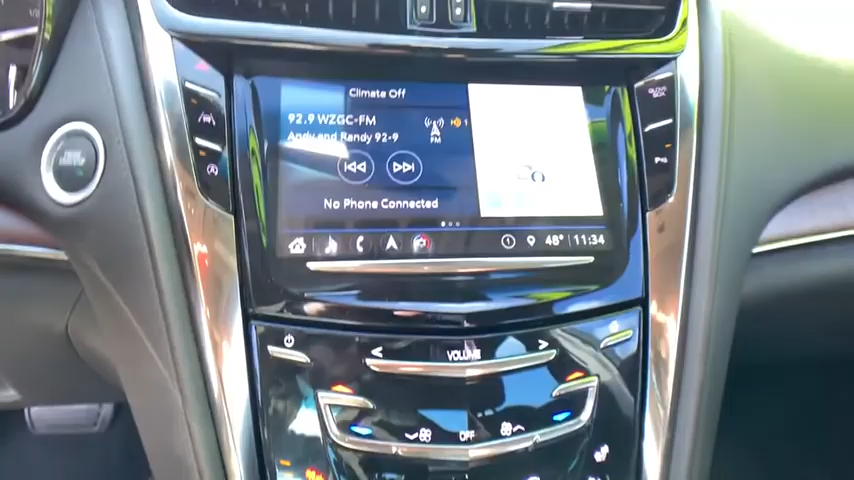 Climate Off
92.9 WZGC-FM
Andy and Randy 92-9
FM
1
No Phone Connected
48° 11:34
GLOVE
BOX
VOLUME
OFF